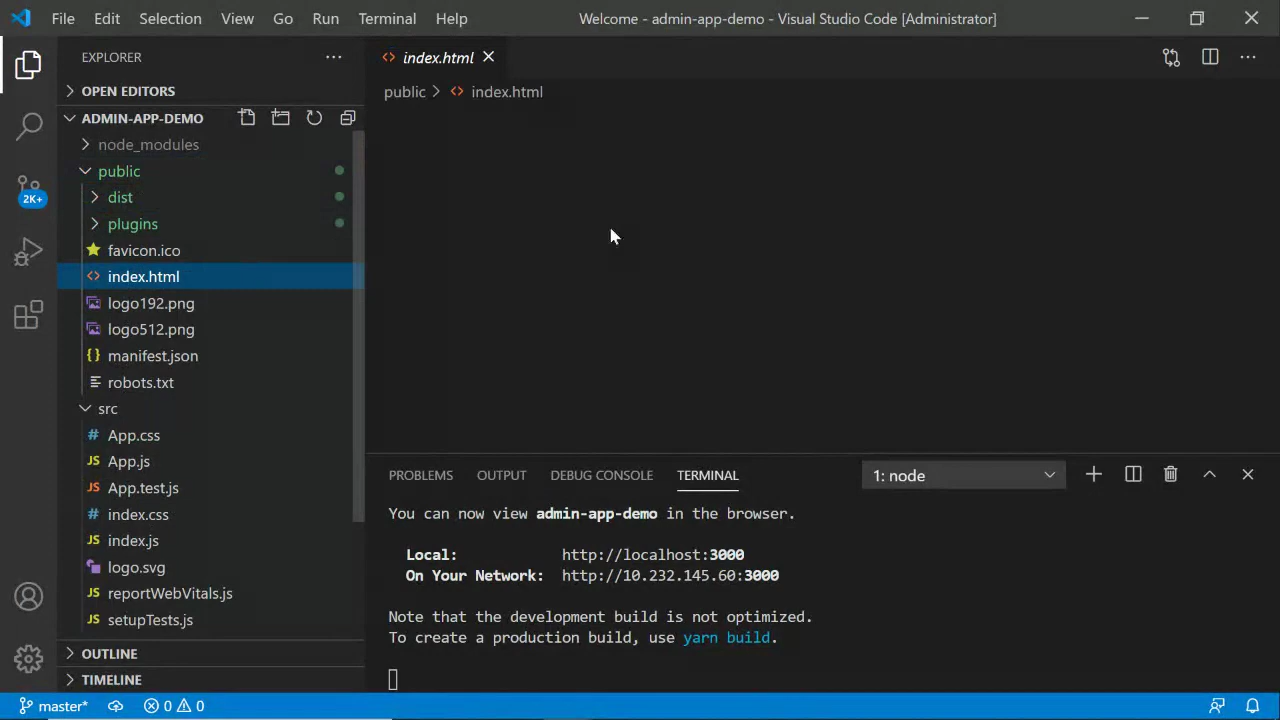 File Edit Selection View Go Run Terminal Help Welcome - admin-app-demo - Visual Studio Code [Administrator]
EXPLORER
OPEN EDITORS
ADMIN-APP-DEMO
node_modules
public
dist
plugins
favicon.ico
index.html
logo192.png
logo512.png
manifest.json
robots.txt
src
App.css
App.js
App.test.js
index.css
index.js
logo.svg
reportWebVitals.js
setupTests.js
OUTLINE
TIMELINE
2K+
index.html
public > index.html
PROBLEMS OUTPUT DEBUG CONSOLE TERMINAL 1: node
You can now view admin-app-demo in the browser.
Local: http://localhost:3000
On Your Network: http://10.232.145.60:3000
Note that the development build is not optimized.
To create a production build, use yarn build.
master* 0 0